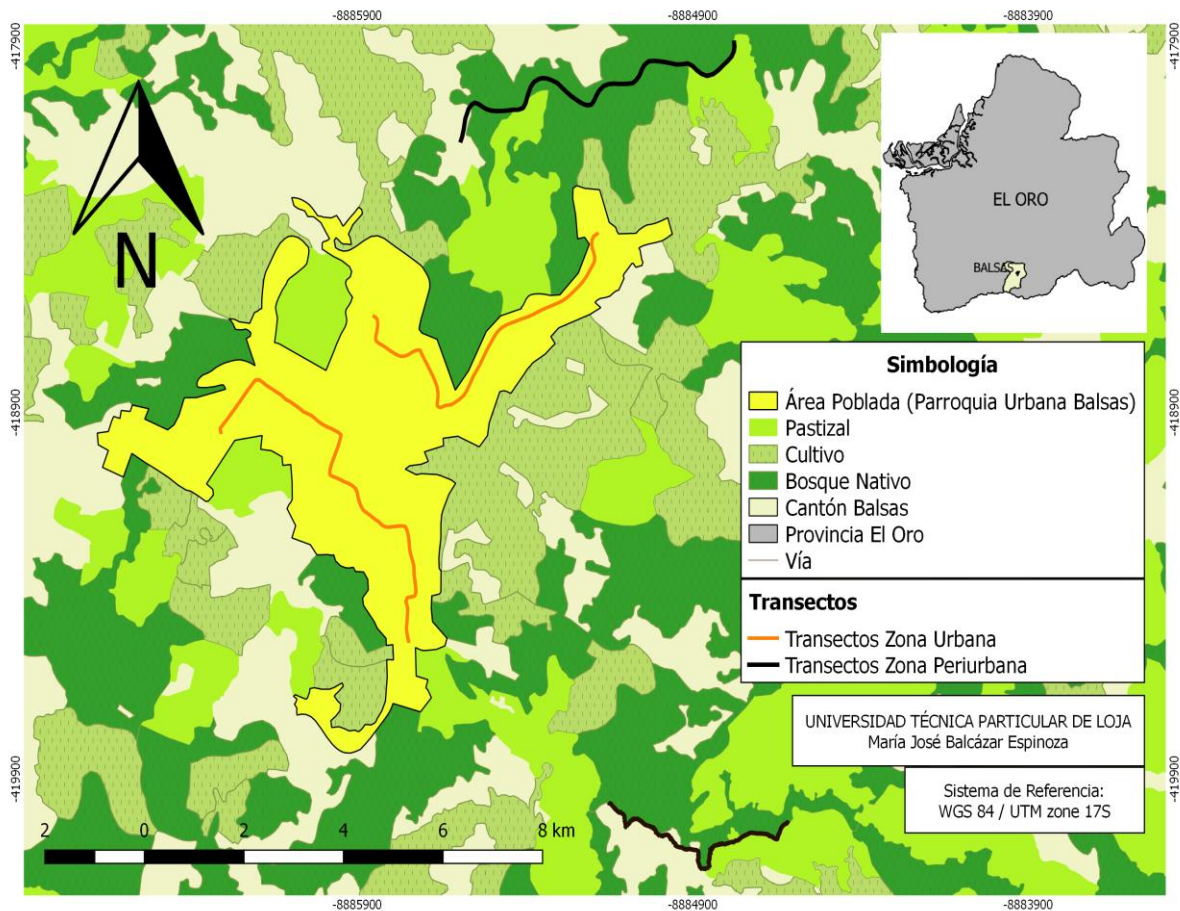 -8885900
-8884900
-8883900
-417900
-417900
N
EL ORO
BALSAS
Simbología
Área Poblada (Parroquia Urbana Balsas)
Pastizal
Cultivo
Bosque Nativo
Cantón Balsas
Provincia El Oro
Vía
-418900
-418900
Transectos
Transectos Zona Urbana
Transectos Zona Periurbana
UNIVERSIDAD TÉCNICA PARTICULAR DE LOJA
María José Balcázar Espinoza
Sistema de Referencia:
WGS 84 / UTM zone 17S
-419900
-419900
2 0 2 4 6 8 km
-8885900
-8884900
-8883900